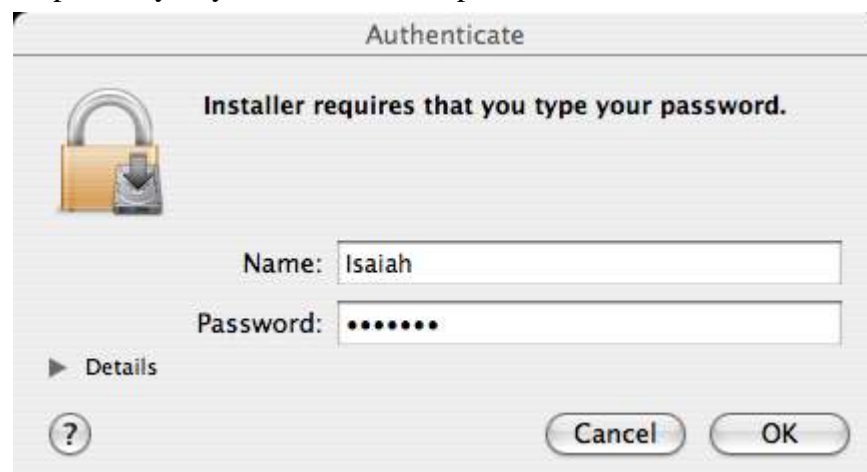 Authenticate
Installer requires that you type your password.
Name: Isaiah
Password: •••••••
Details
? Cancel OK